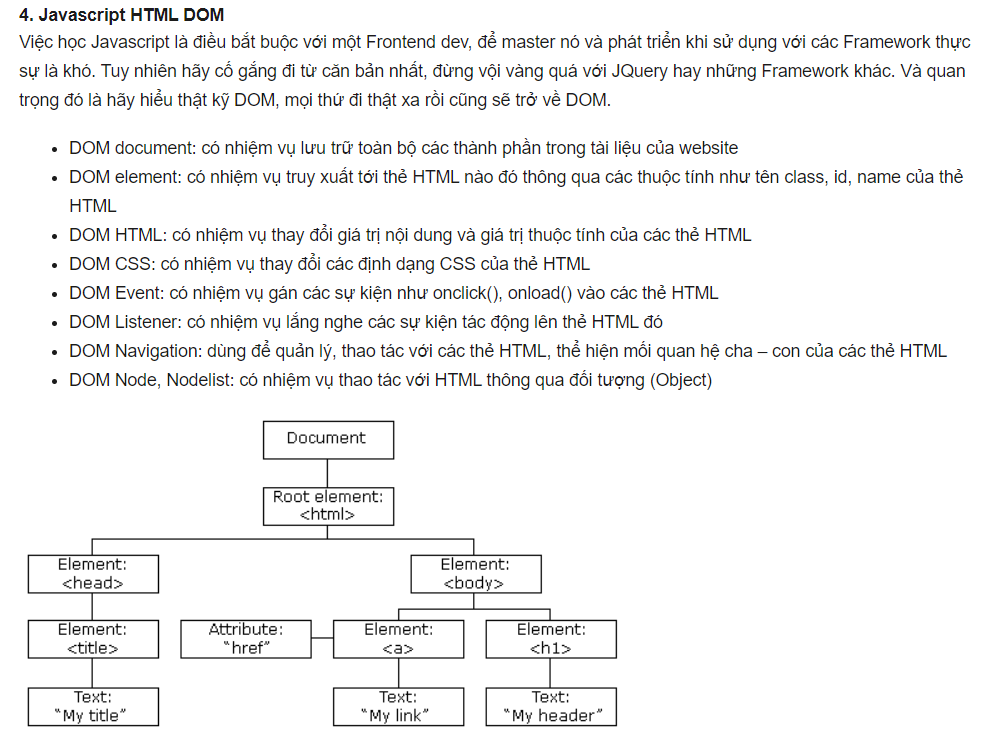 4. Javascript HTML DOM
Việc học Javascript là điều bắt buộc với một Frontend dev, để master nó và phát triển khi sử dụng với các Framework thực
sự là khó. Tuy nhiên hãy cố gắng đi từ căn bản nhất, đừng vội vàng quá với JQuery hay những Framework khác. Và quan
trọng đó là hãy hiểu thật kỹ DOM, mọi thứ đi thật xa rồi cũng sẽ trở về DOM.
• DOM document: có nhiệm vụ lưu trữ toàn bộ các thành phần trong tài liệu của website
• DOM element: có nhiệm vụ truy xuất tới thẻ HTML nào đó thông qua các thuộc tính như tên class, id, name của thẻ
HTML
• DOM HTML: có nhiệm vụ thay đổi giá trị nội dung và giá trị thuộc tính của các thẻ HTML
• DOM CSS: có nhiệm vụ thay đổi các định dạng CSS của thẻ HTML
• DOM Event: có nhiệm vụ gán các sự kiện như onclick(), onload() vào các thẻ HTML
• DOM Listener: có nhiệm vụ lắng nghe các sự kiện tác động lên thẻ HTML đó
• DOM Navigation: dùng để quản lý, thao tác với các thẻ HTML, thể hiện mối quan hệ cha – con của các thẻ HTML
• DOM Node, Nodelist: có nhiệm vụ thao tác với HTML thông qua đối tượng (Object)
Document
Root element:
<html>
Element:
<head>
Element:
<body>
Element:
<title>
Attribute:
"href"
Element:
<a>
Element:
<h1>
Text:
"My title"
Text:
"My link"
Text:
"My header"